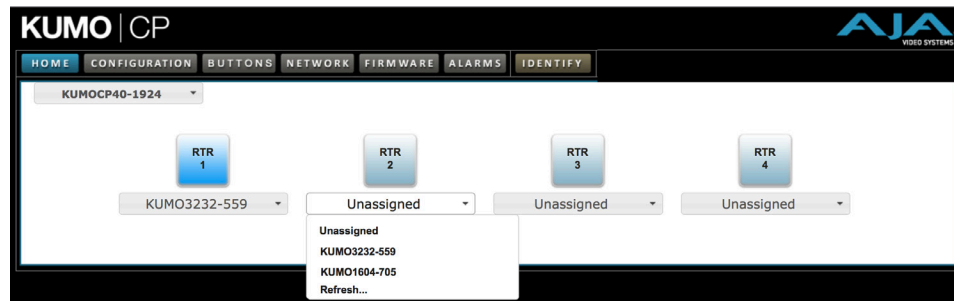 KUMO | CP
AJA
VIDEO SYSTEMS
HOME CONFIGURATION BUTTONS NETWORK FIRMWARE ALARMS IDENTIFY
KUMOCP40-1924
RTR RTR RTR RTR
1 2 3 4
KUMO3232-559 Unassigned Unassigned Unassigned
Unassigned
KUMO3232-559
KUMO1604-705
Refresh...